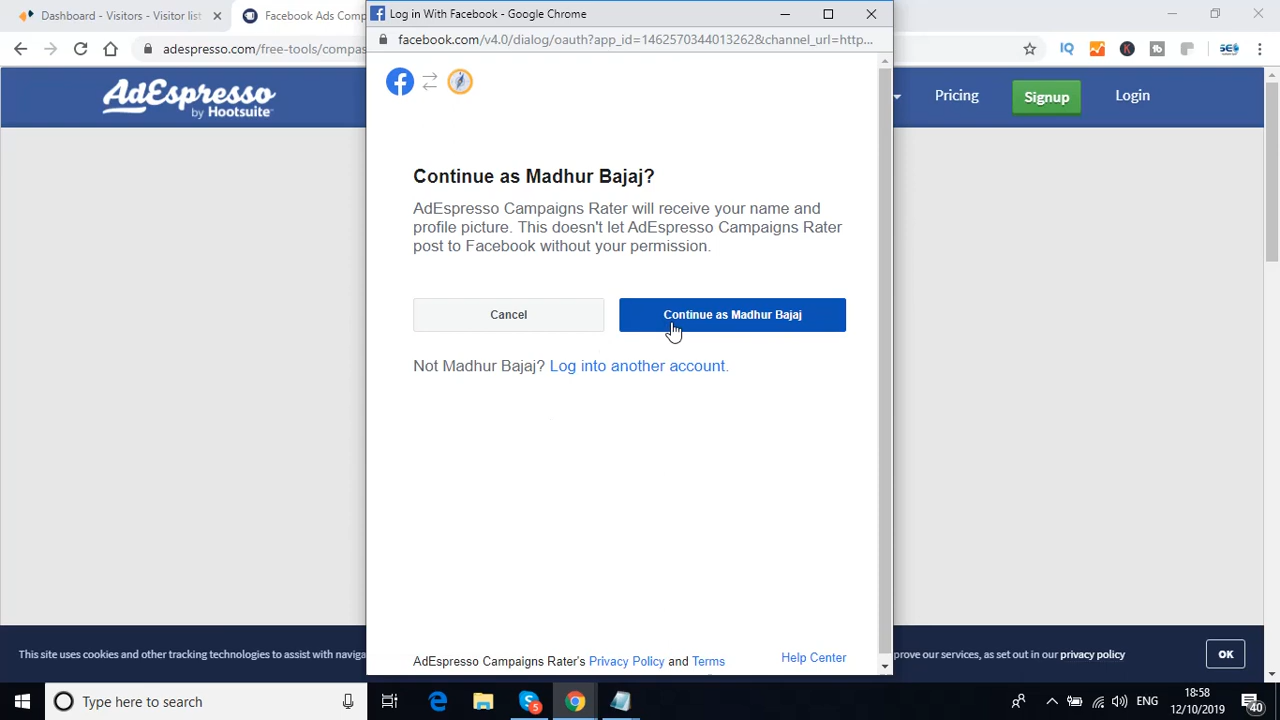 Dashboard - Visitors - Visitor list
Facebook Ads Comp
Log in With Facebook - Google Chrome
adespresso.com/free-tools/compas
facebook.com/v4.0/dialog/oauth?app_id=1462570344013262&channel_url=http...
AdEspresso
by Hootsuite
Pricing
Signup
Login
Continue as Madhur Bajaj?
AdEspresso Campaigns Rater will receive your name and
profile picture. This doesn't let AdEspresso Campaigns Rater
post to Facebook without your permission.
Cancel
Continue as Madhur Bajaj
Not Madhur Bajaj? Log into another account.
This site uses cookies and other tracking technologies to assist with naviga
prove our services, as set out in our privacy policy
OK
AdEspresso Campaigns Rater's Privacy Policy and Terms
Help Center
Type here to search
ENG
18:58
12/10/2019
40